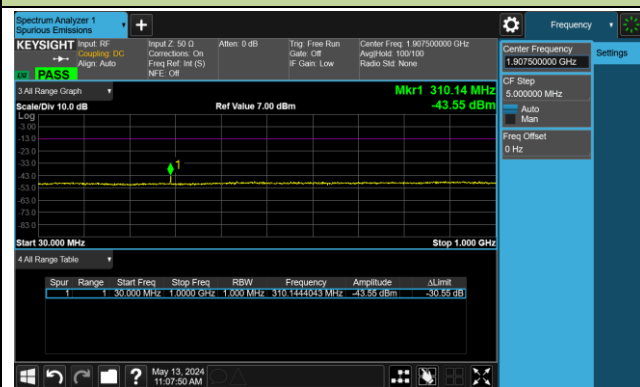 Spectrum Analyzer 1
Spurious Emissions
Frequency
KEYSIGHT
Input: RF
Coupling: DC
Align: Auto
Input Z: 50 Ω
Corrections: On
Freq Ref: Int (S)
NFE: Off
Atten: 0 dB
Trig: Free Run
Gate: Off
IF Gain: Low
Center Freq: 1.907500000 GHz
Avg|Hold: 100/100
Radio Std: None
PASS
Center Frequency
1.907500000 GHz
Settings
CF Step
5.000000 MHz
Auto
Man
Freq Offset
0 Hz
3 All Range Graph
Mkr1 310.14 MHz
Scale/Div 10.0 dB
Ref Value 7.00 dBm
-43.55 dBm
Log
-3.00
-13.0
-23.0
-33.0
1
-43.0
-53.0
-63.0
-73.0
-83.0
Start 30.000 MHz
Stop 1.000 GHz
4 All Range Table
Spur Range Start Freq Stop Freq RBW Frequency Amplitude ΔLimit
1 1 30.000 MHz 1.0000 GHz 1.000 MHz 310.1444043 MHz -43.55 dBm -30.55 dB
?
May 13, 2024
11:07:50 AM